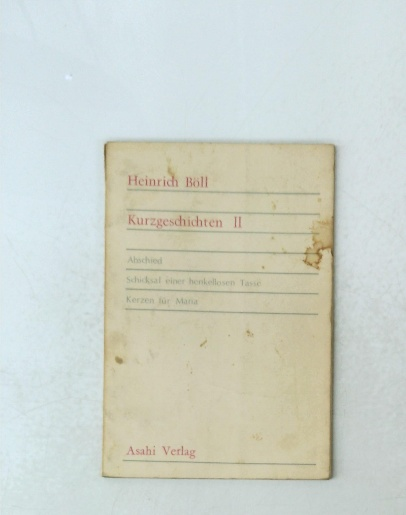 Heinrich Böll
Kurzgeschichten II
Abschied
Schicksal einer henkellosen Tasse
Kerzen für Maria
Asahi Verlag